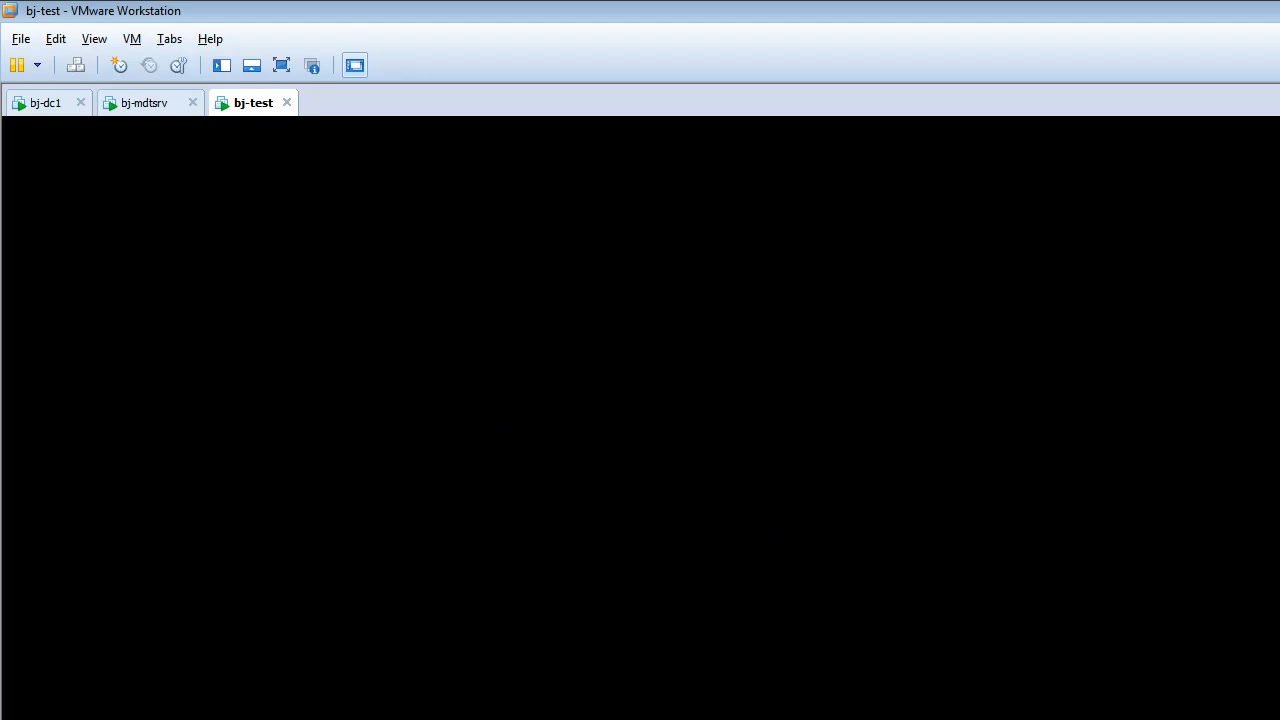 bj-test - VMware Workstation
File Edit View VM Tabs Help
bj-dc1 bj-mdtsrv bj-test